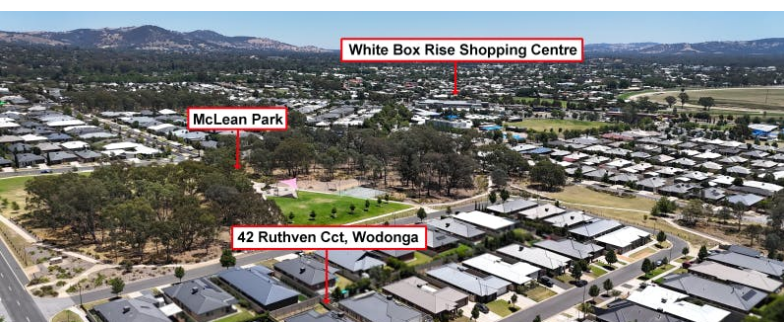 White Box Rise Shopping Centre
McLean Park
42 Ruthven Cct, Wodonga